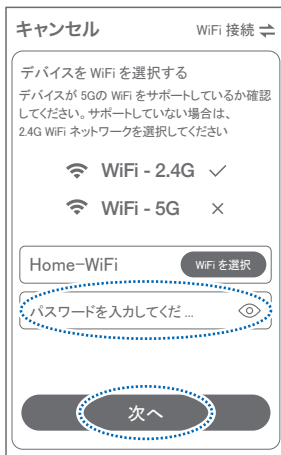 キャンセル
WiFi 接続
デバイスを WiFi を選択する
デバイスが 5Gの WiFi をサポートしているか確認
してください。サポートしていない場合は、
2.4G WiFi ネットワークを選択してください
WiFi - 2.4G
WiFi - 5G
Home-WiFi
WiFi を選択
パスワードを入力してくだ ...
次へ